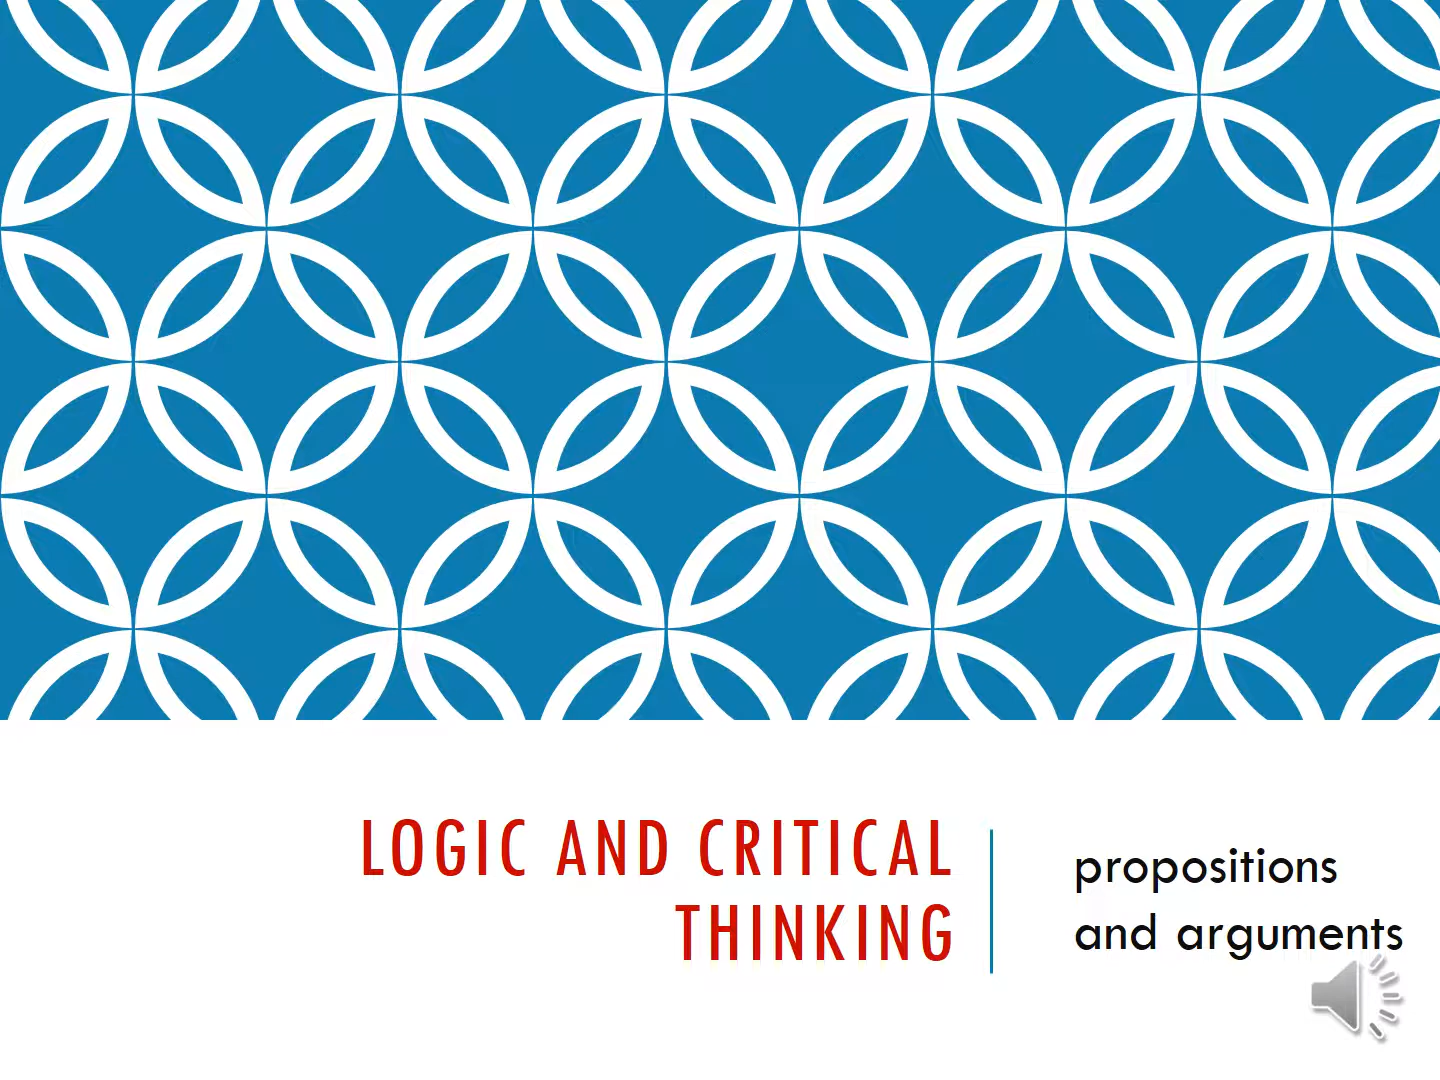 LOGIC AND CRITICAL
THINKING
propositions
and arguments